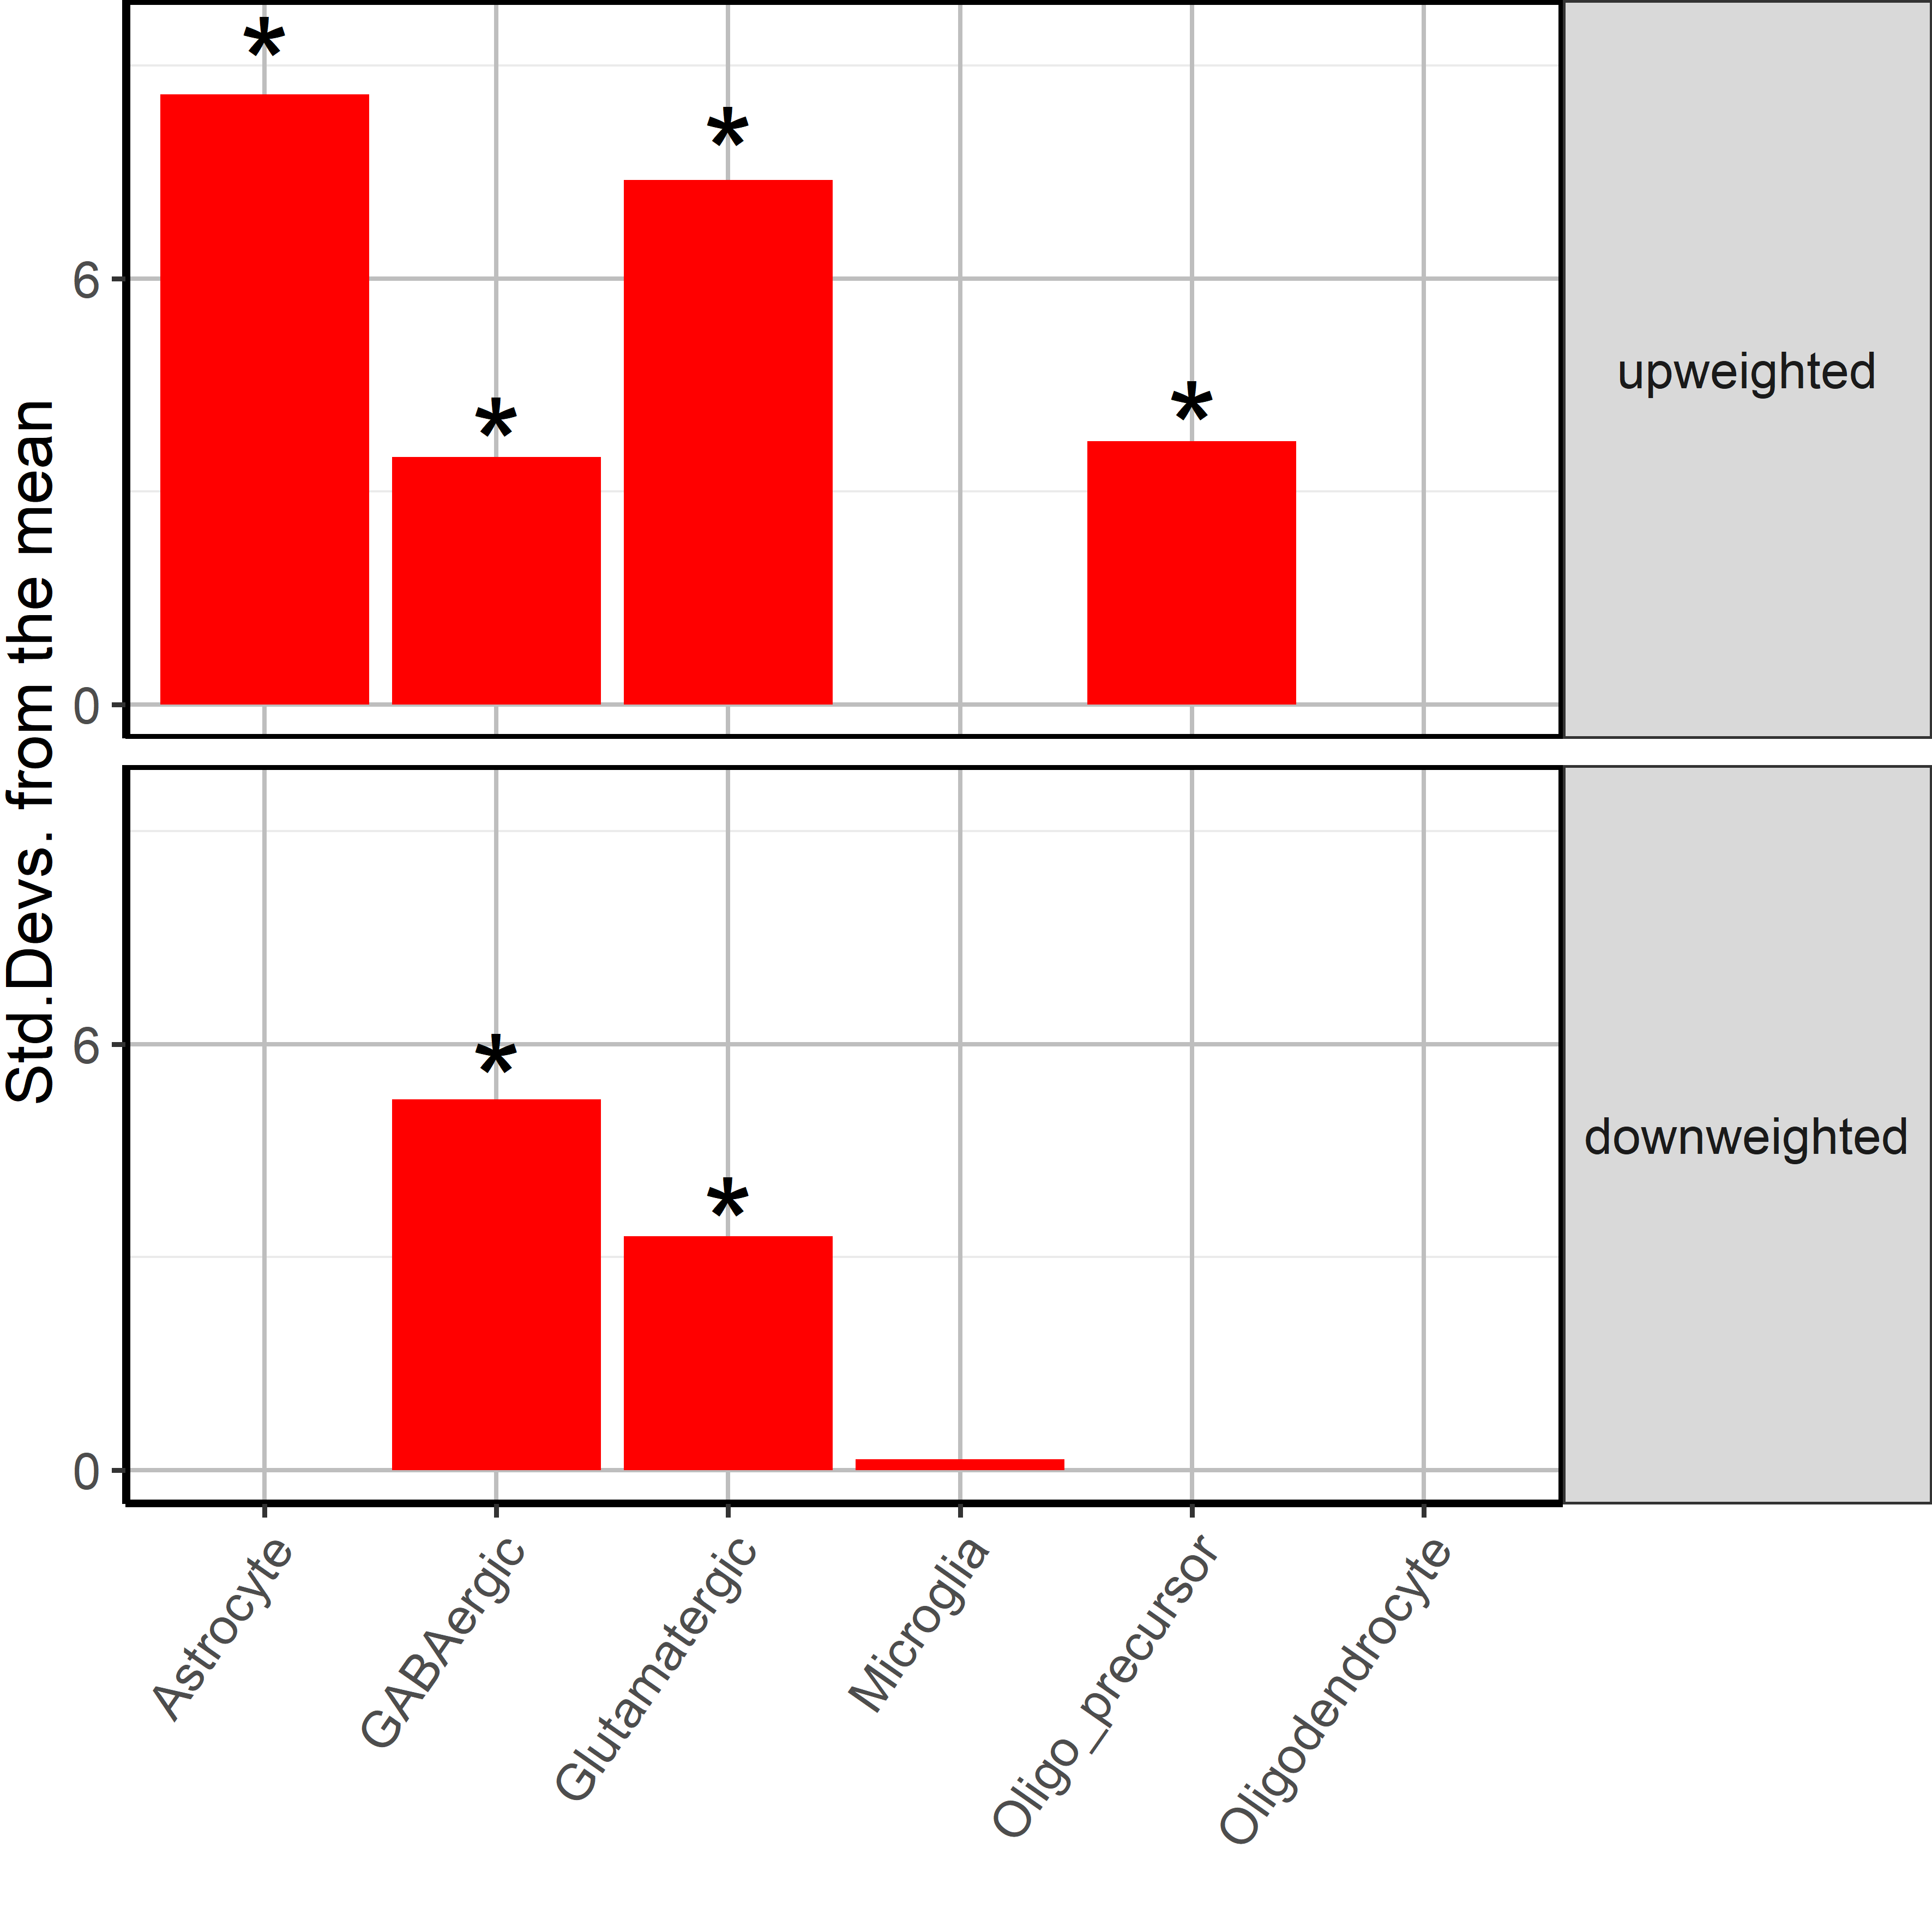 Std.Devs. from the mean
*
*
*
*
6
0
upweighted
*
*
6
0
downweighted
Astrocyte
GABAergic
Glutamatergic
Microglia
Oligo_precursor
Oligodendrocyte